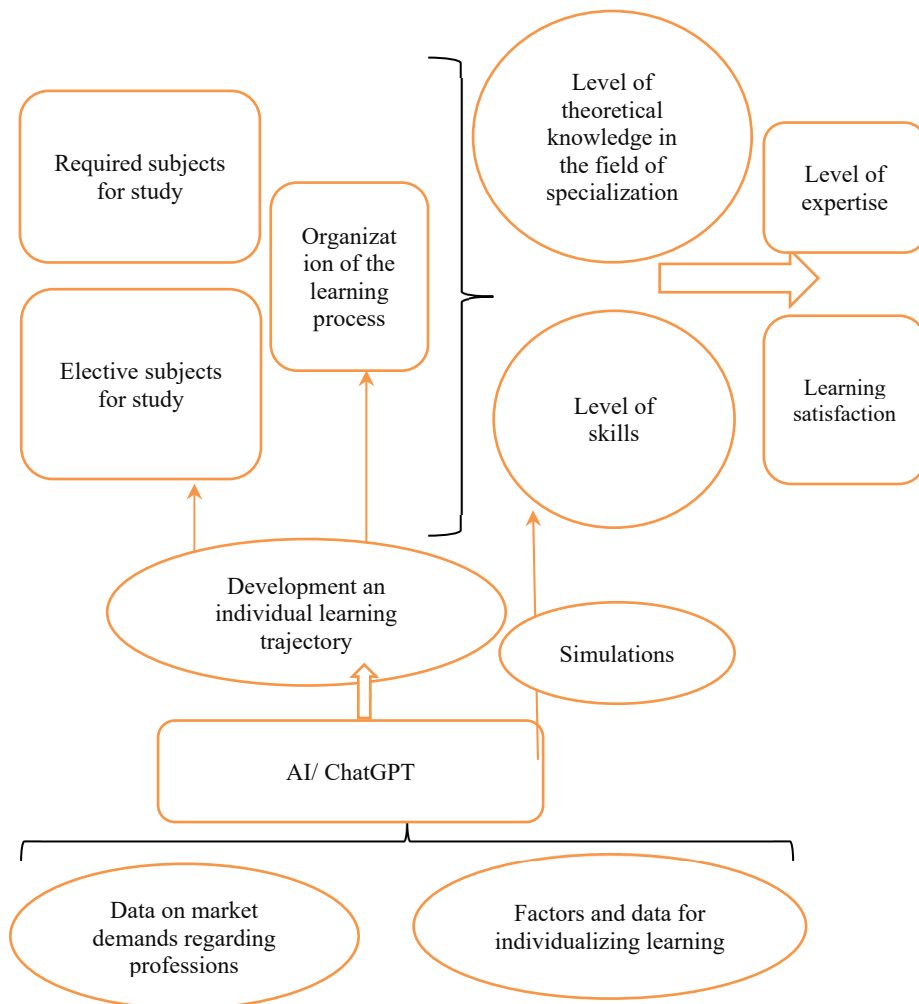 Required subjects
for study
Organizat
ion of the
learning
process
Elective subjects
for study
Level of
theoretical
knowledge in
the field of
specialization
Level of
expertise
Level of
skills
Learning
satisfaction
Development an
individual learning
trajectory
Simulations
AI/ ChatGPT
Data on market
demands regarding
professions
Factors and data for
individualizing learning